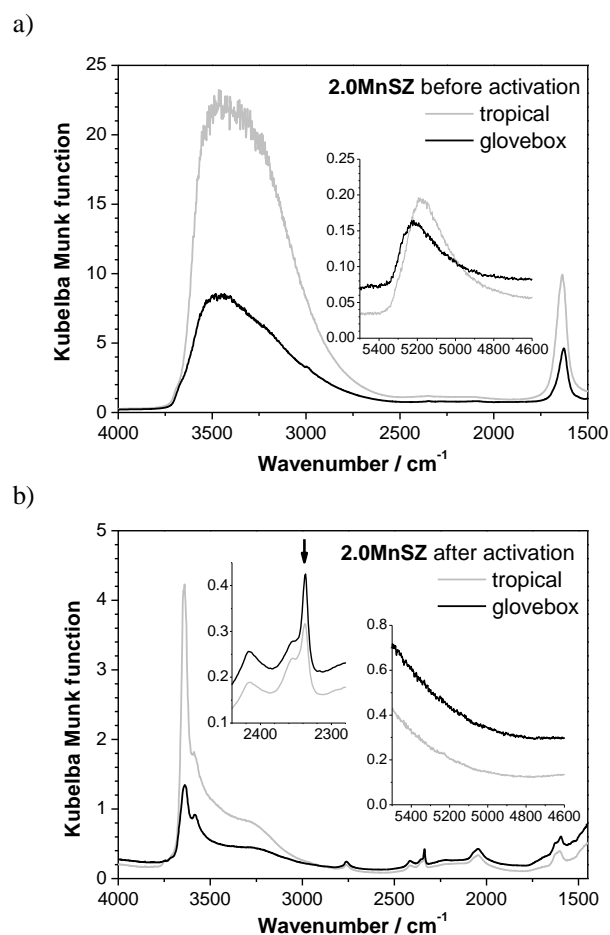 a)
25
20
15
10
5
0
Kubelba Munk function
2.0MnSZ before activation
tropical
glovebox
0.25
0.20
0.15
0.10
0.05
0.00
5400 5200 5000 4800 4600
4000 3500 3000 2500 2000 1500
Wavenumber / cm⁻¹
b)
5
4
3
2
1
0
Kubelba Munk function
2.0MnSZ after activation
tropical
glovebox
0.4
0.3
0.2
0.1
2400 2320
0.8
0.6
0.4
0.2
0.0
5400 5200 5000 4800 4600
4000 3500 3000 2500 2000 1500
Wavenumber / cm⁻¹